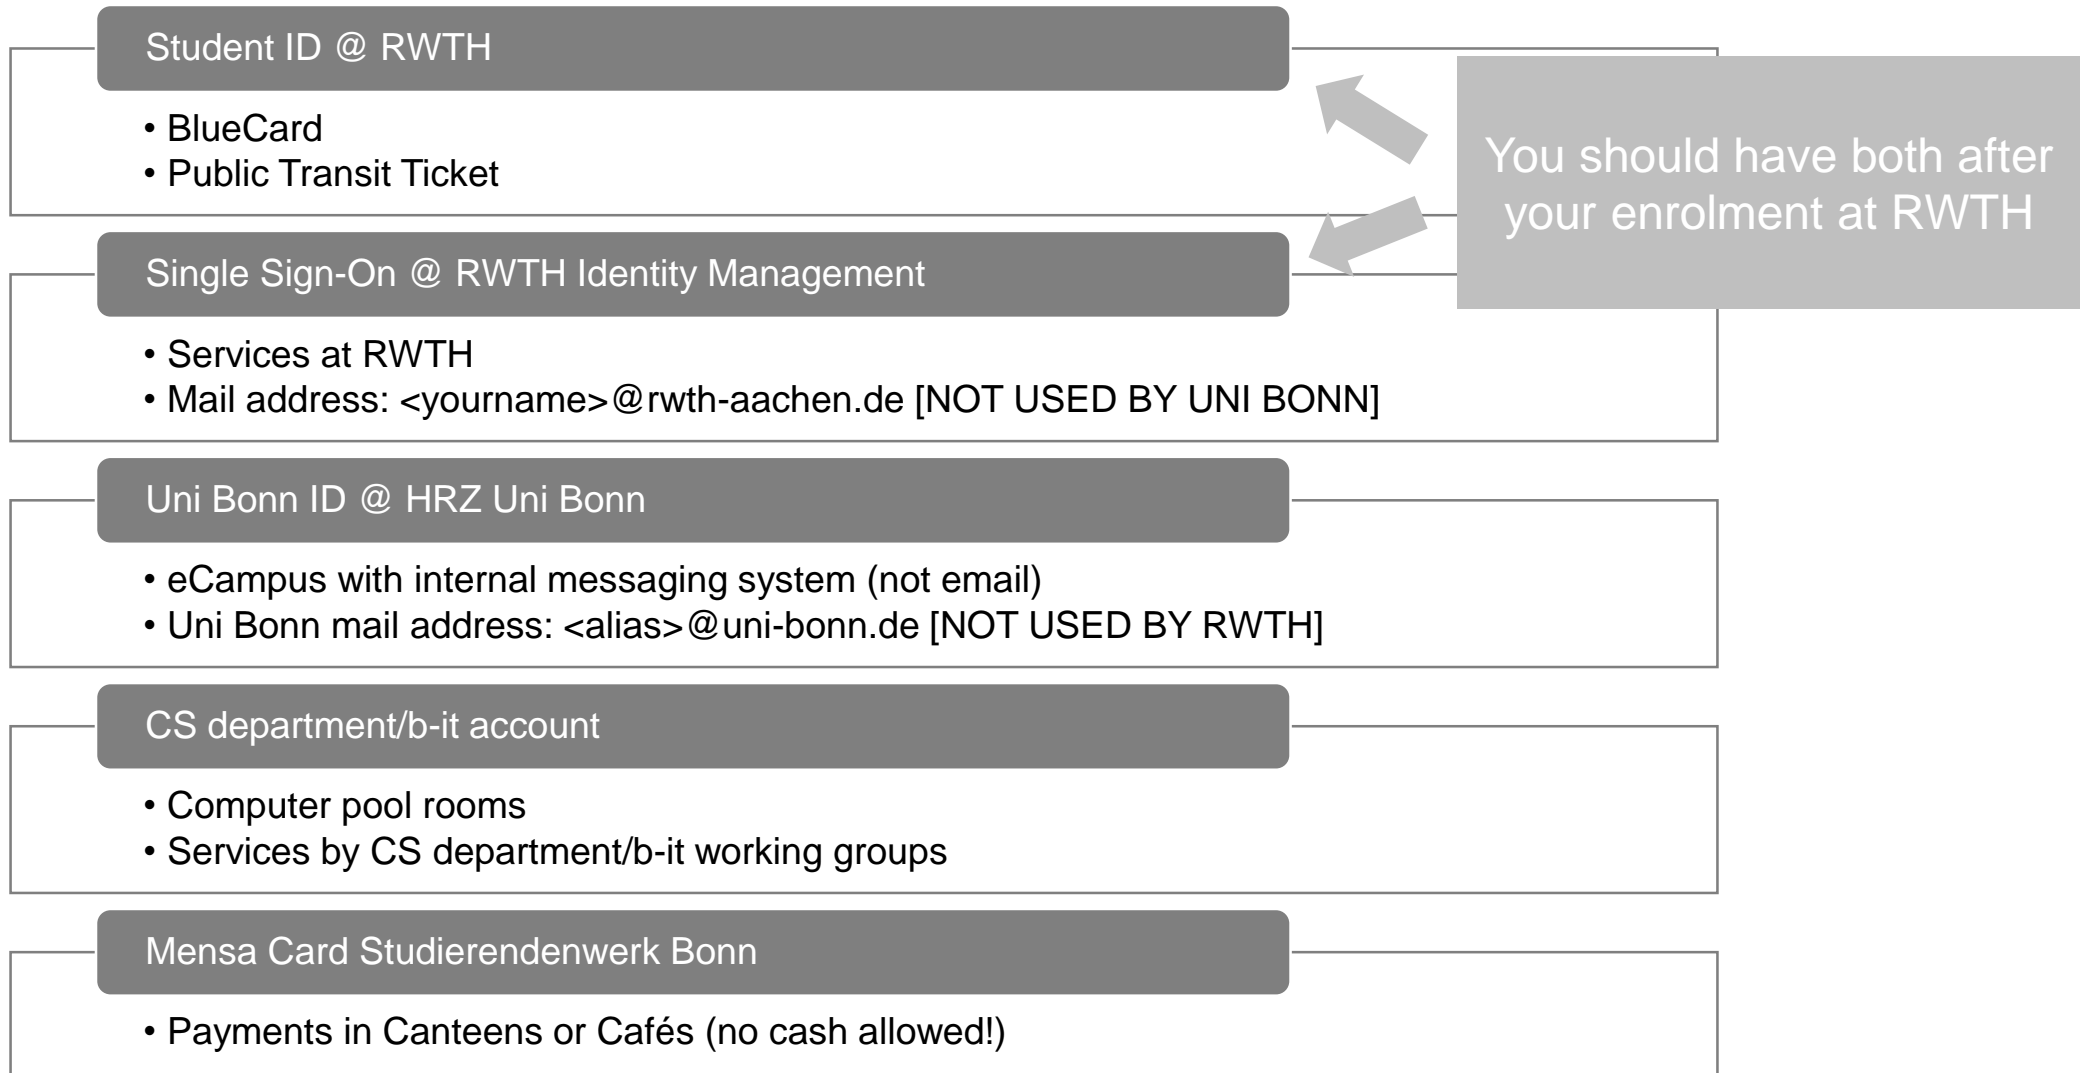 Student ID @ RWTH
• BlueCard
• Public Transit Ticket
You should have both after
your enrolment at RWTH
Single Sign-On @ RWTH Identity Management
• Services at RWTH
• Mail address: <yourname>@rwth-aachen.de [NOT USED BY UNI BONN]
Uni Bonn ID @ HRZ Uni Bonn
• eCampus with internal messaging system (not email)
• Uni Bonn mail address: <alias>@uni-bonn.de [NOT USED BY RWTH]
CS department/b-it account
• Computer pool rooms
• Services by CS department/b-it working groups
Mensa Card Studierendenwerk Bonn
• Payments in Canteens or Cafés (no cash allowed!)